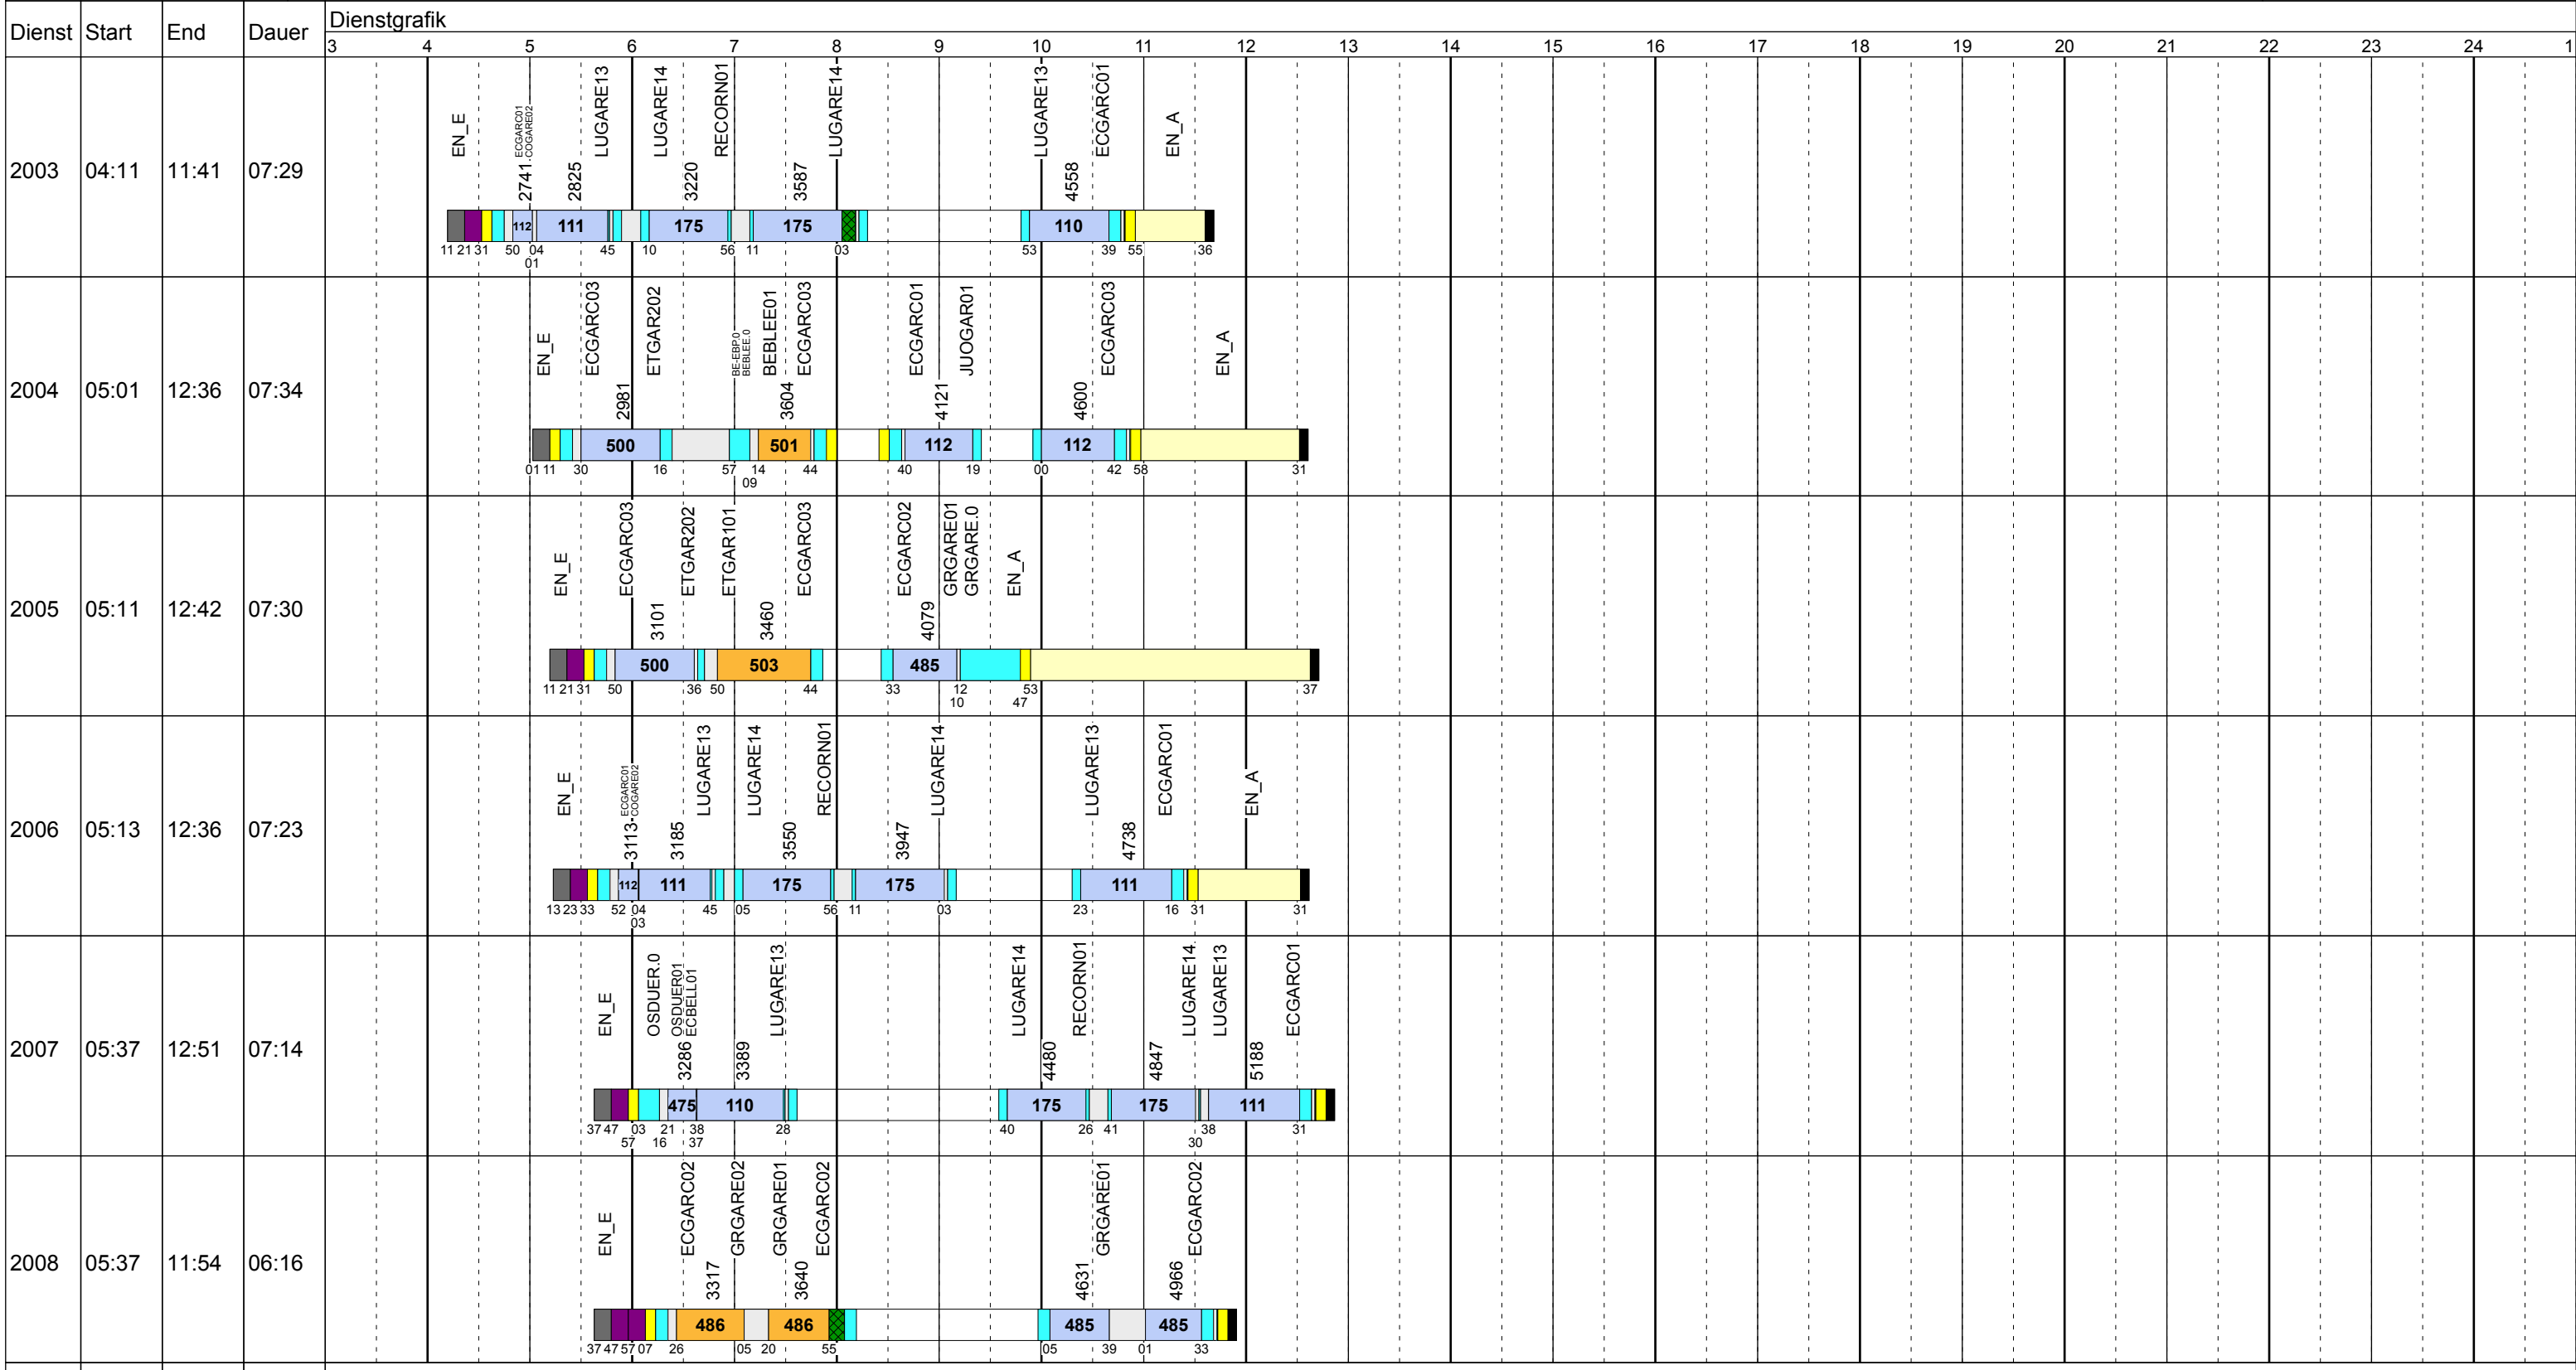 Dienst Start End Dauer Dienstgrafik
3 4 5 6 7 8 9 10 11 12 13 14 15 16 17 18 19 20 21 22 23 24 1
EN_E ECGARC01 COGARE02 LUGARE13 LUGARE14 RECORN01 LUGARE14 LUGARE13 ECGARC01 EN_A
2741 2825 3220 3587 4558
2003 04:11 11:41 07:29
112 111 175 175 110
11 21 31 50 04 45 10 56 11 03 53 39 55 36
01
EN_E ECGARC03 ETGAR202 BE-EBP.0 BEBLEE.0 BEBLEE01 ECGARC03 ECGARC01 JUOGAR01 ECGARC03 EN_A
2981 3604 4121 4600
2004 05:01 12:36 07:34
500 501 112 112
01 11 30 16 57 14 44 40 19 00 42 58 31
09
EN_E ECGARC03 ETGAR202 ETGAR101 ECGARC03 ECGARC02 GRGARE01 GRGARE.0 EN_A
3101 3460 4079
2005 05:11 12:42 07:30
500 503 485
11 21 31 50 36 50 44 33 12 53 37
10 47
EN_E ECGARC01 COGARE02 LUGARE13 LUGARE14 RECORN01 LUGARE14 LUGARE13 ECGARC01 EN_A
3113 3185 3550 3947 4738
2006 05:13 12:36 07:23
112 111 175 175 111
13 23 33 52 04 45 05 56 11 03 23 16 31 31
03
EN_E OSDUER.0 OSDUER01 ECBELL01 LUGARE13 LUGARE14 RECORN01 LUGARE14 LUGARE13 ECGARC01
3286 3389 4480 4847 5188
2007 05:37 12:51 07:14
475 110 175 175 111
37 47 03 21 38 28 40 26 41 38 31
57 16 37 30
EN_E ECGARC02 GRGARE02 GRGARE01 ECGARC02 GRGARE01 ECGARC02
3317 3640 4631 4966
2008 05:37 11:54 06:16
486 486 485 485
37 47 57 07 26 05 20 55 05 39 01 33